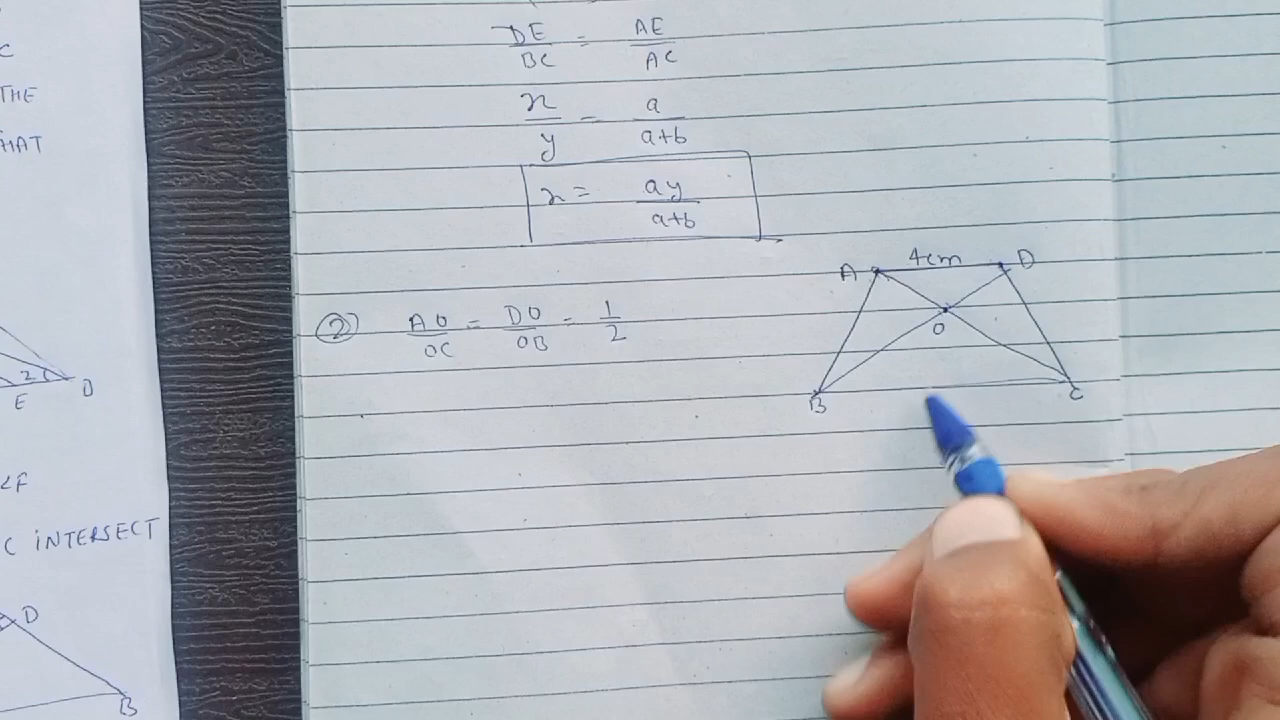 C
THE
HAT
2
E
D
<F
C INTERSECT
D
B
DE/BC = AE/AC
x/y = a/a+b
x = ay/a+b
② AO/OC = DO/OB = 1/2
A 4cm D
O
B C